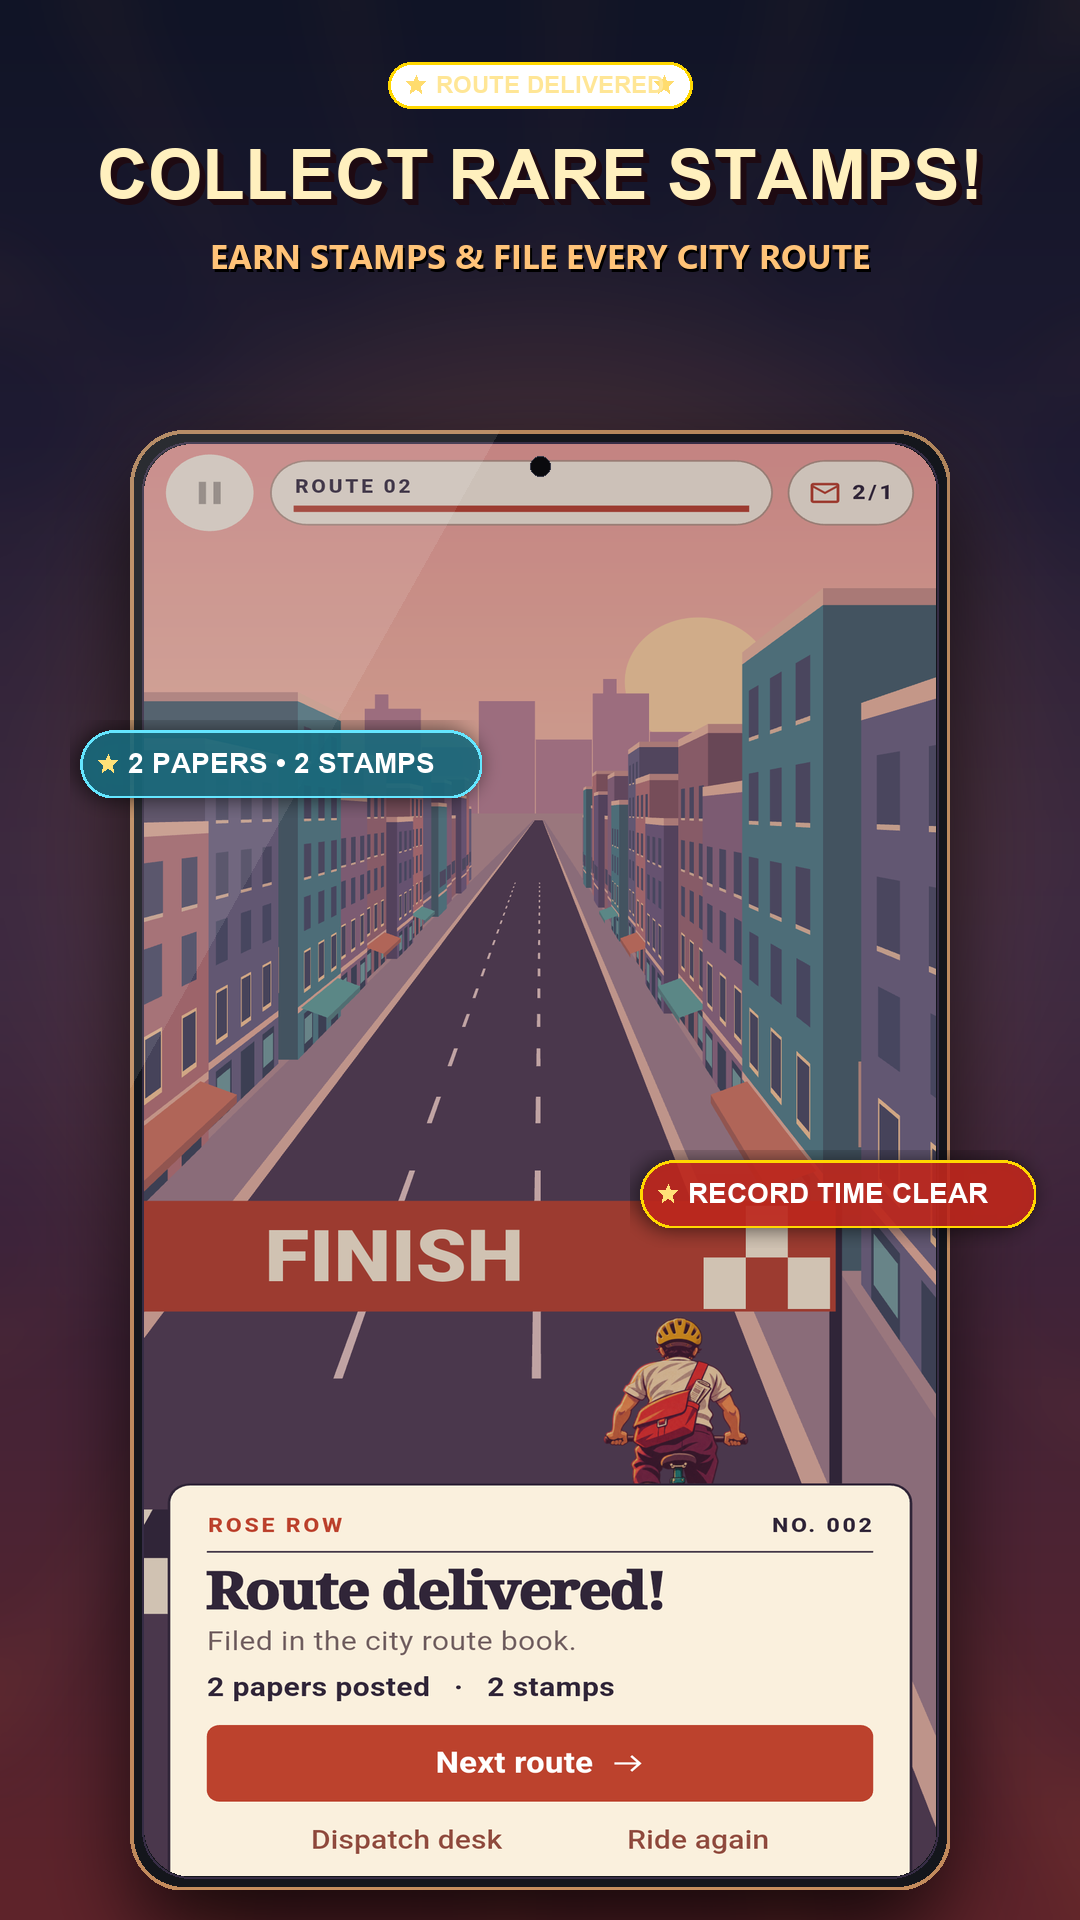 ★ ROUTE DELIVERED ★
COLLECT RARE STAMPS!
EARN STAMPS & FILE EVERY CITY ROUTE
ROUTE 02
2/1
★ 2 PAPERS • 2 STAMPS
★ RECORD TIME CLEAR
FINISH
ROSE ROW NO. 002
Route delivered!
Filed in the city route book.
2 papers posted · 2 stamps
Next route →
Dispatch desk Ride again